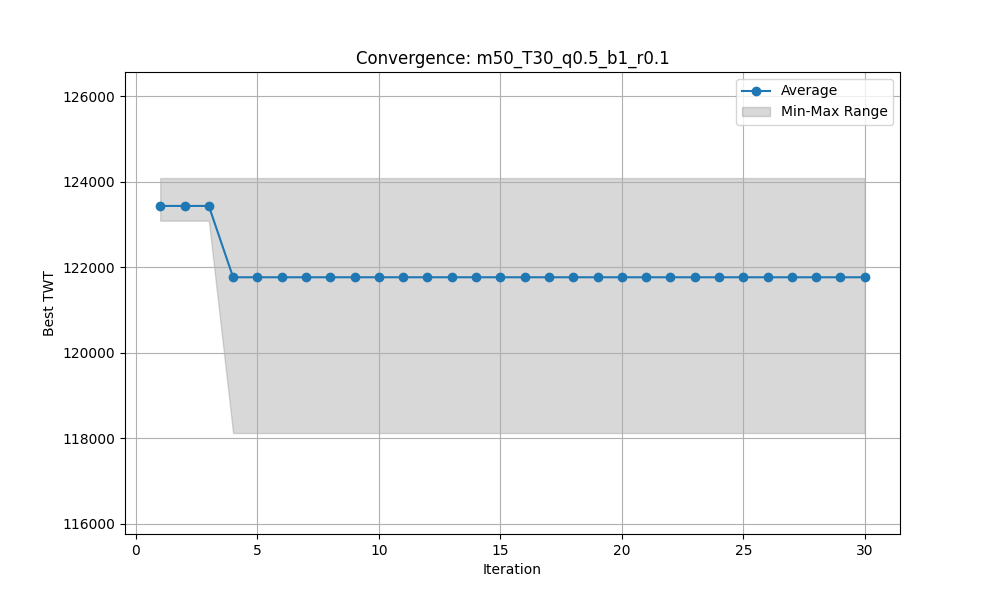 Convergence: m50_T30_q0.5_b1_r0.1
Average
Min-Max Range
126000
124000
122000
120000
118000
116000
Best TWT
0 5 10 15 20 25 30
Iteration